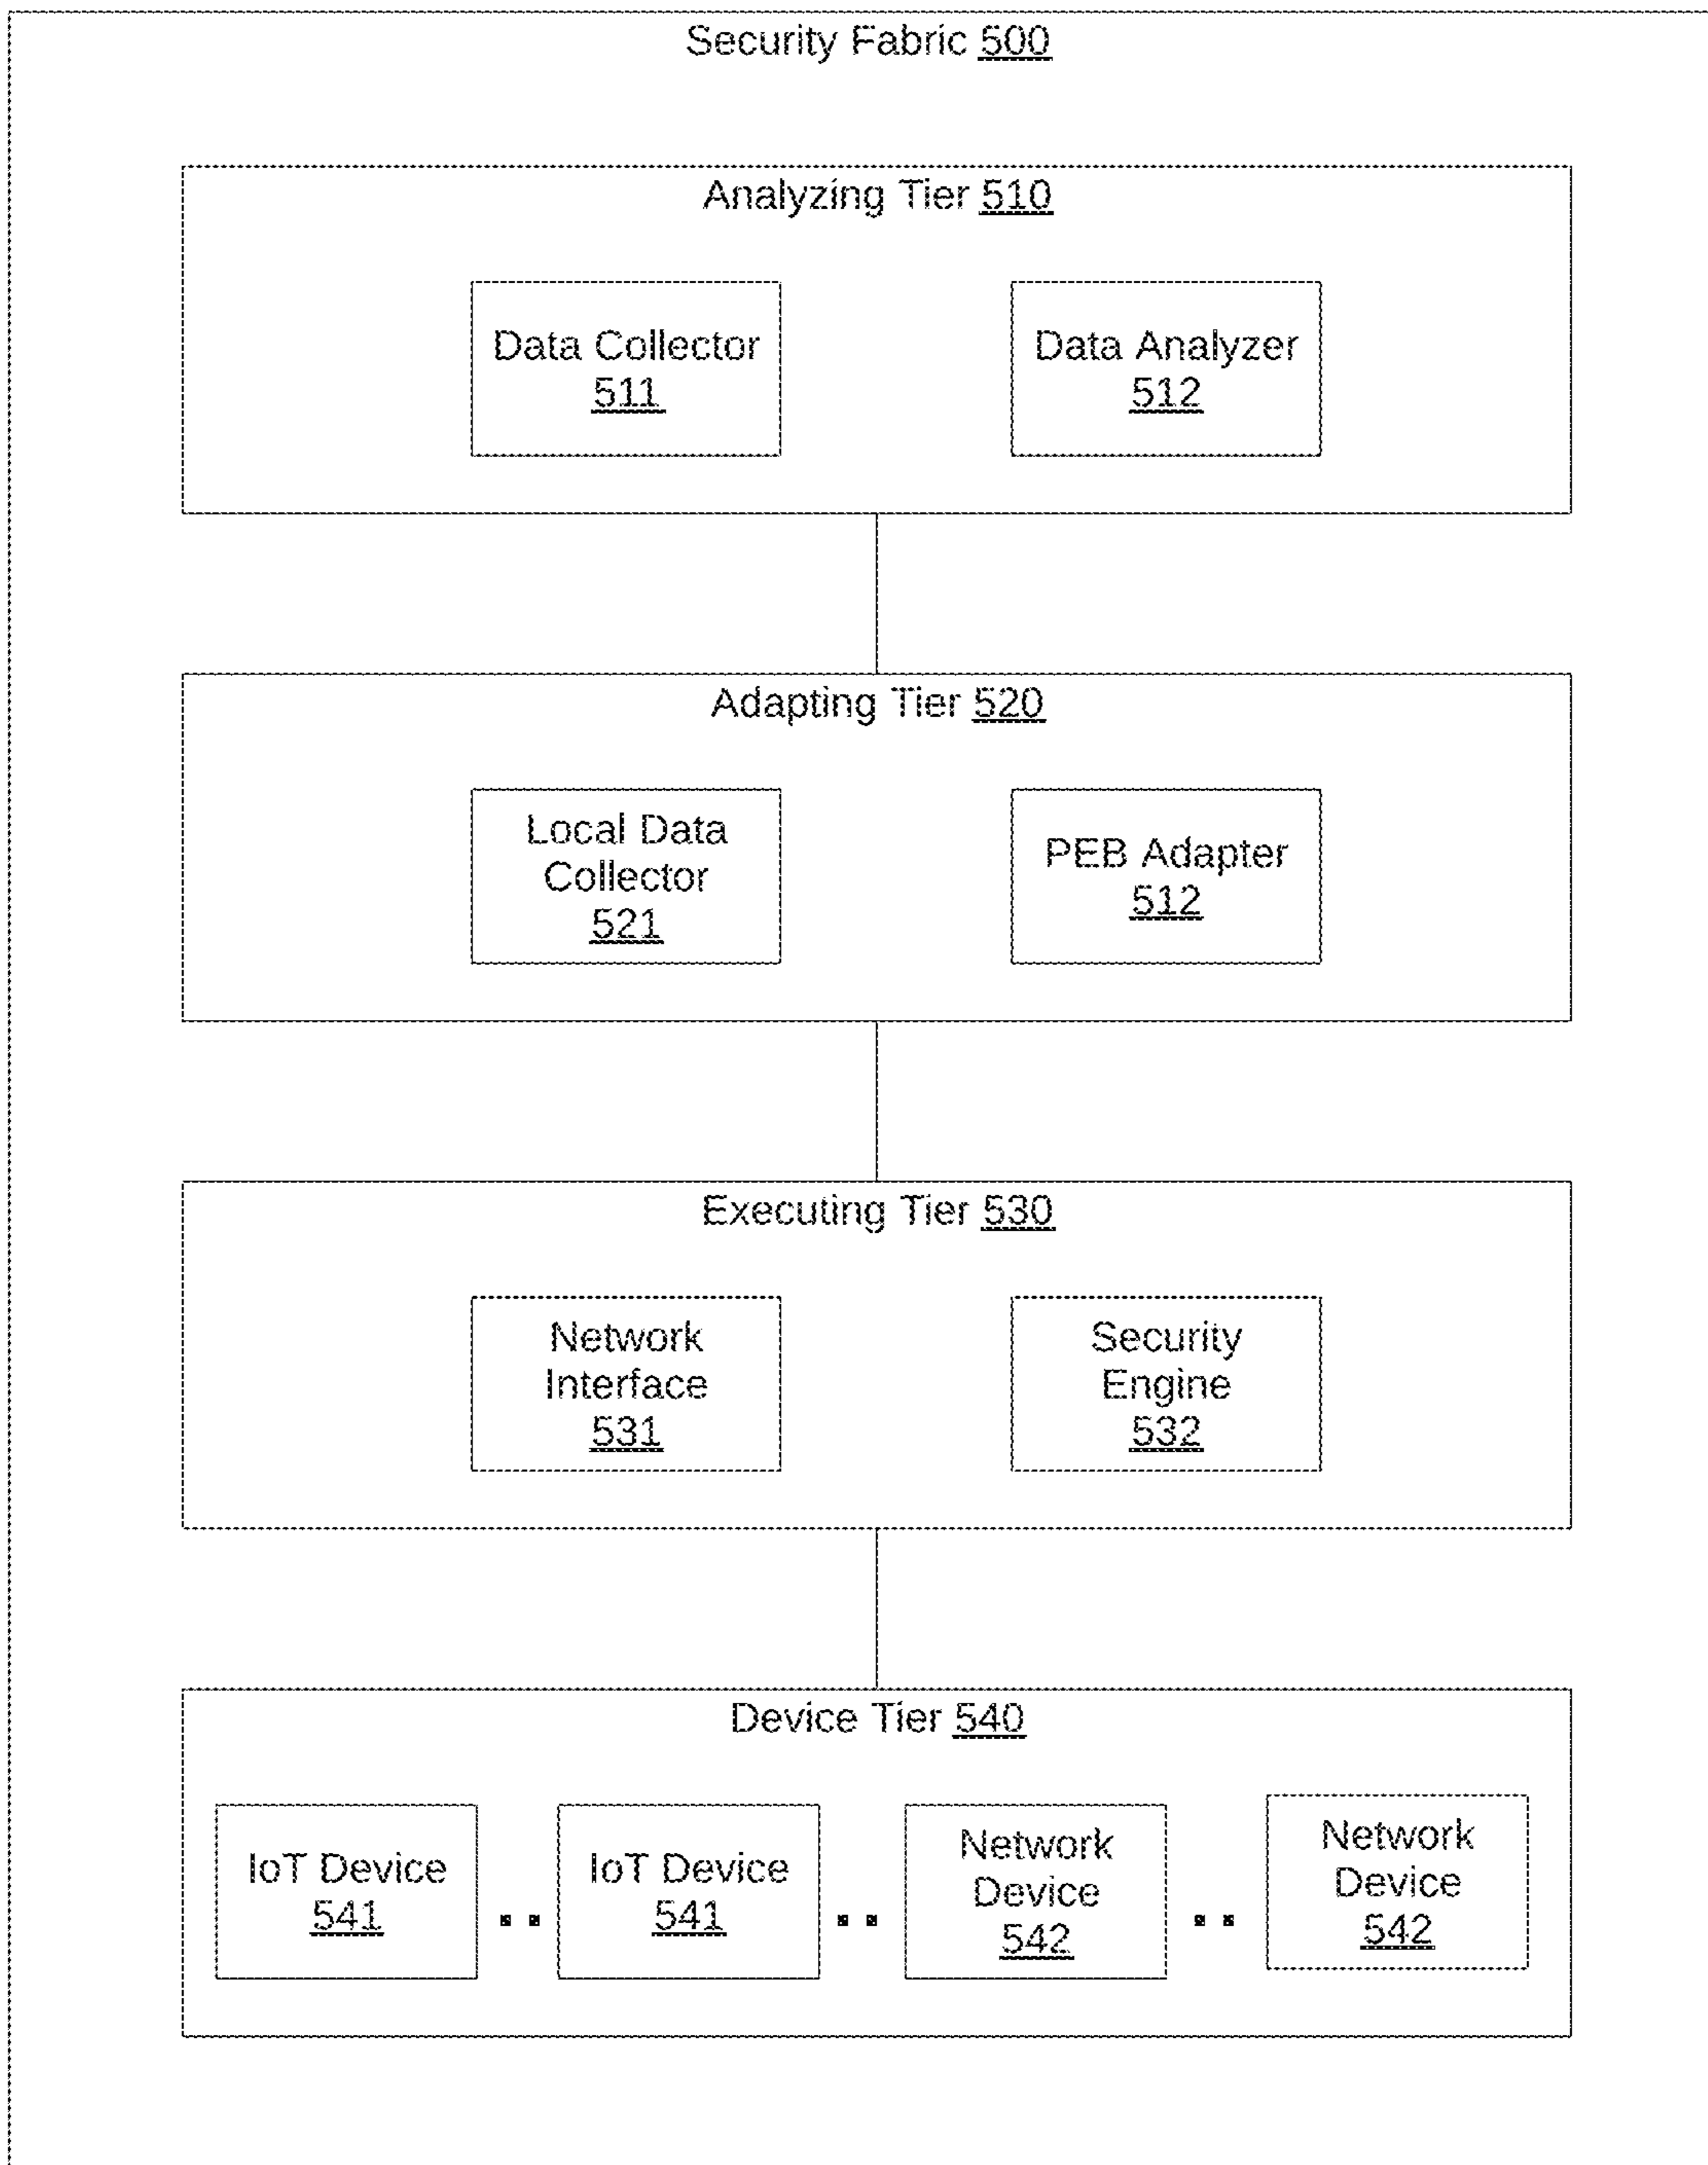 Security Fabric 500
Analyzing Tier 510
Data Collector
511
Data Analyzer
512
Adapting Tier 520
Local Data
Collector
521
PEB Adapter
512
Executing Tier 530
Network
Interface
531
Security
Engine
532
Device Tier 540
IoT Device
541
IoT Device
541
Network
Device
542
Network
Device
542